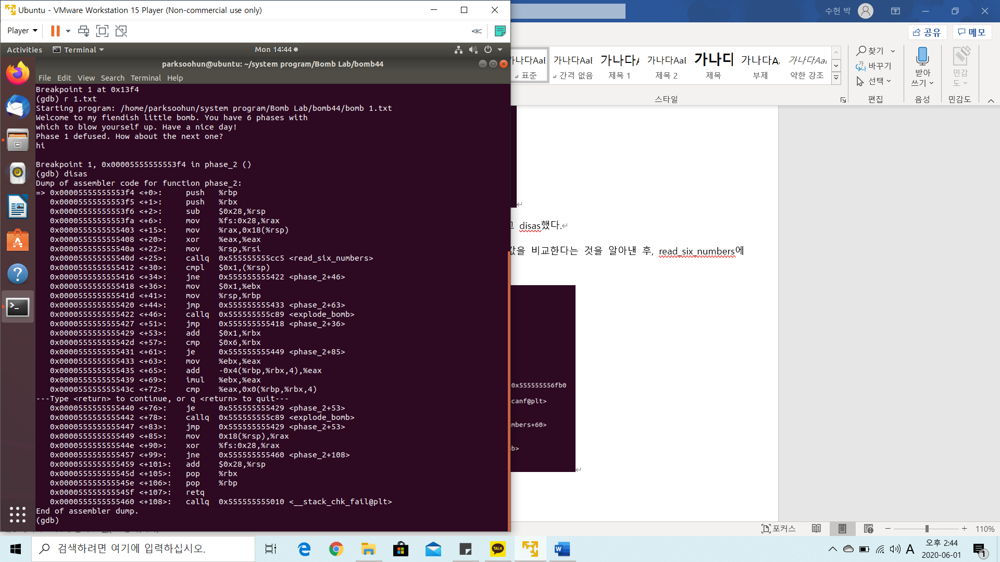 Ubuntu - VMware Workstation 15 Player (Non-commercial use only)
Player
Activities
Terminal
Mon 14:44
parksoohun@ubuntu: ~/system program/Bomb Lab/bomb44
File Edit View Search Terminal Help
Breakpoint 1 at 0x13f4
(gdb) r 1.txt
Starting program: /home/parksoohun/system program/Bomb Lab/bomb44/bomb 1.txt
Welcome to my fiendish little bomb. You have 6 phases with
which to blow yourself up. Have a nice day!
Phase 1 defused. How about the next one?
hi
Breakpoint 1, 0x00005555555553f4 in phase_2 ()
(gdb) disas
Dump of assembler code for function phase_2:
=> 0x00005555555553f4 <+0>: push %rbp
0x00005555555553f5 <+1>: push %rbx
0x00005555555553f6 <+2>: sub $0x28,%rsp
0x00005555555553fa <+6>: mov %fs:0x28,%rax
0x0000555555555403 <+15>: mov %rax,0x18(%rsp)
0x0000555555555408 <+20>: xor %eax,%eax
0x000055555555540a <+22>: mov %rsp,%rsi
0x000055555555540d <+25>: callq 0x555555555cc5 <read_six_numbers>
0x0000555555555412 <+30>: cmpl $0x1,(%rsp)
0x0000555555555416 <+34>: jne 0x555555555422 <phase_2+46>
0x0000555555555418 <+36>: mov $0x1,%ebx
0x000055555555541d <+41>: mov %rsp,%rbp
0x0000555555555420 <+44>: jmp 0x555555555433 <phase_2+63>
0x0000555555555422 <+46>: callq 0x555555555c89 <explode_bomb>
0x0000555555555427 <+51>: jmp 0x555555555418 <phase_2+36>
0x0000555555555429 <+53>: add $0x1,%rbx
0x000055555555542d <+57>: cmp $0x6,%rbx
0x0000555555555431 <+61>: je 0x555555555449 <phase_2+85>
0x0000555555555433 <+63>: mov %ebx,%eax
0x0000555555555435 <+65>: add -0x4(%rbp,%rbx,4),%eax
0x0000555555555439 <+69>: imul %ebx,%eax
0x000055555555543c <+72>: cmp %eax,0x0(%rbp,%rbx,4)
---Type <return> to continue, or q <return> to quit---
0x0000555555555440 <+76>: je 0x555555555429 <phase_2+53>
0x0000555555555442 <+78>: callq 0x555555555c89 <explode_bomb>
0x0000555555555447 <+83>: jmp 0x555555555429 <phase_2+53>
0x0000555555555449 <+85>: mov 0x18(%rsp),%rax
0x000055555555544e <+90>: xor %fs:0x28,%rax
0x0000555555555457 <+99>: jne 0x555555555460 <phase_2+108>
0x0000555555555459 <+101>: add $0x28,%rsp
0x000055555555545d <+105>: pop %rbx
0x000055555555545e <+106>: pop %rbp
0x000055555555545f <+107>: retq
0x0000555555555460 <+108>: callq 0x555555555010 <__stack_chk_fail@plt>
End of assembler dump.
(gdb)
수헌 박
공유 메모
가나다AaB 가나다AaB 가나다A 가나다AaB 가나다 가나다A 가나다AaB
표준 간격 없음 제목 1 제목 2 제목 부제 약한 강조
스타일
찾기
바꾸기
선택
편집
받아
쓰기
음성
민감
도
민감도
disas했다.
값을 비교한다는 것을 알아낸 후, read_six_numbers에
0x555555556fb0
canf@plt>
mbers+60>
b>
포커스
110%
검색하려면 여기에 입력하십시오.
TALK
A
오후 2:44
2020-06-01
1